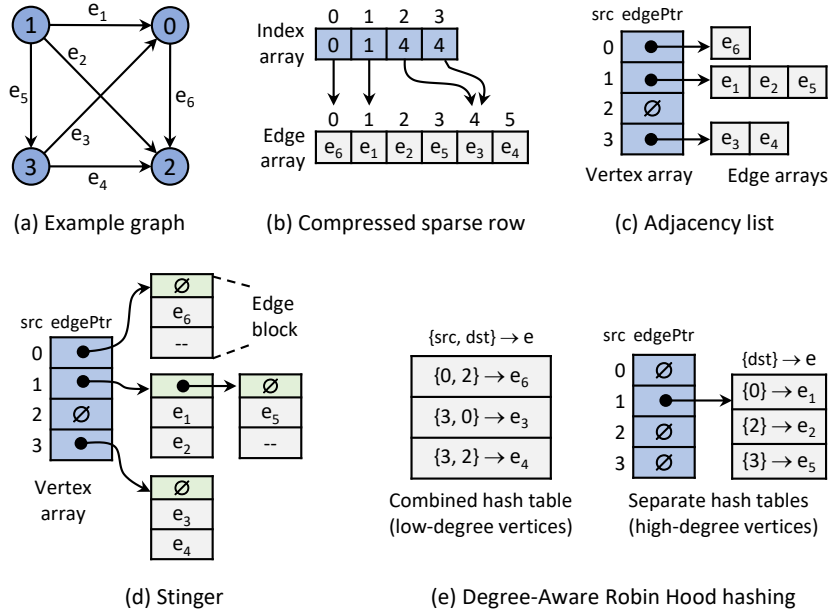 1 e1 0
e2
e5 e6
e3
3 e4 2
(a) Example graph
0 1 2 3
Index array 0 1 4 4
0 1 2 3 4 5
Edge array e6 e1 e2 e5 e3 e4
(b) Compressed sparse row
src edgePtr
0 e6
1 e1 e2 e5
2 ∅
3 e3 e4
Vertex array Edge arrays
(c) Adjacency list
src edgePtr
0
1
2 ∅
3
Vertex
array
∅
e6
--
Edge
block
e1
e2
∅
e5
--
∅
e3
e4
(d) Stinger
{src, dst} → e
{0, 2} → e6
{3, 0} → e3
{3, 2} → e4
Combined hash table
(low-degree vertices)
src edgePtr
0 ∅
1
2 ∅
3 ∅
{dst} → e
{0} → e1
{2} → e2
{3} → e5
Separate hash tables
(high-degree vertices)
(e) Degree-Aware Robin Hood hashing